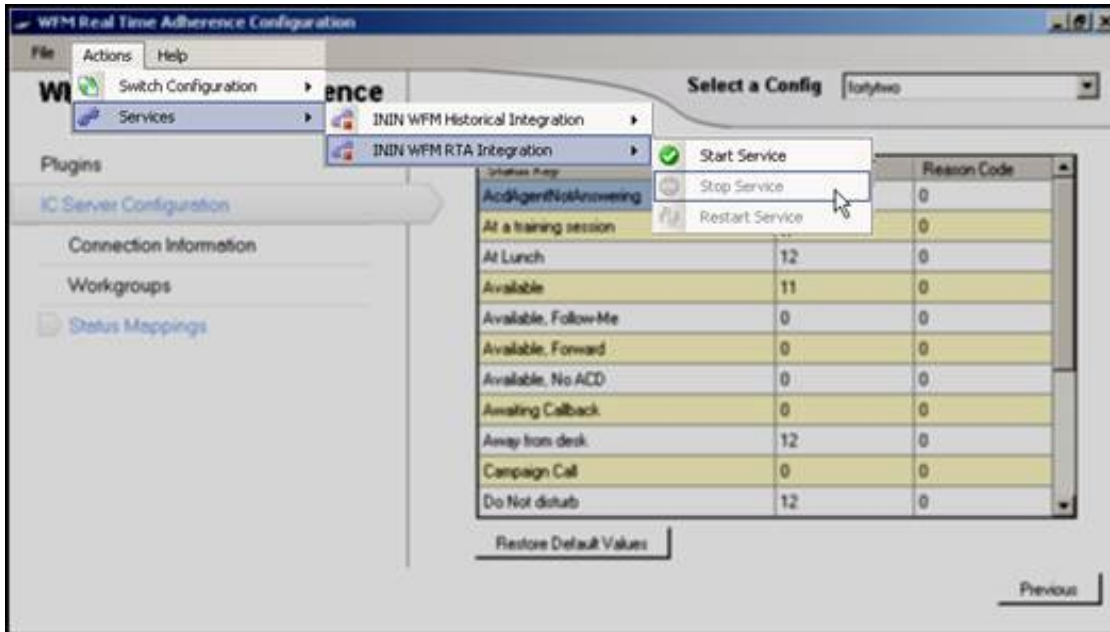 WFM Real Time Adherence Configuration
File Actions Help
Switch Configuration
Services
ININ WFM Historical Integration
ININ WFM RTA Integration
Start Service
Stop Service
Restart Service
ence
Select a Config fortytwo
Plugins
IC Server Configuration
Connection Information
Workgroups
Status Mappings
Status Key Reason Code
AcdAgentNotAnswering 0
At a training session 0
At Lunch 12 0
Available 11 0
Available, Follow-Me 0 0
Available, Forward 0 0
Available, No ACD 0 0
Awaiting Callback 0 0
Away from desk 12 0
Campaign Call 0 0
Do Not disturb 12 0
Restore Default Values
Previous